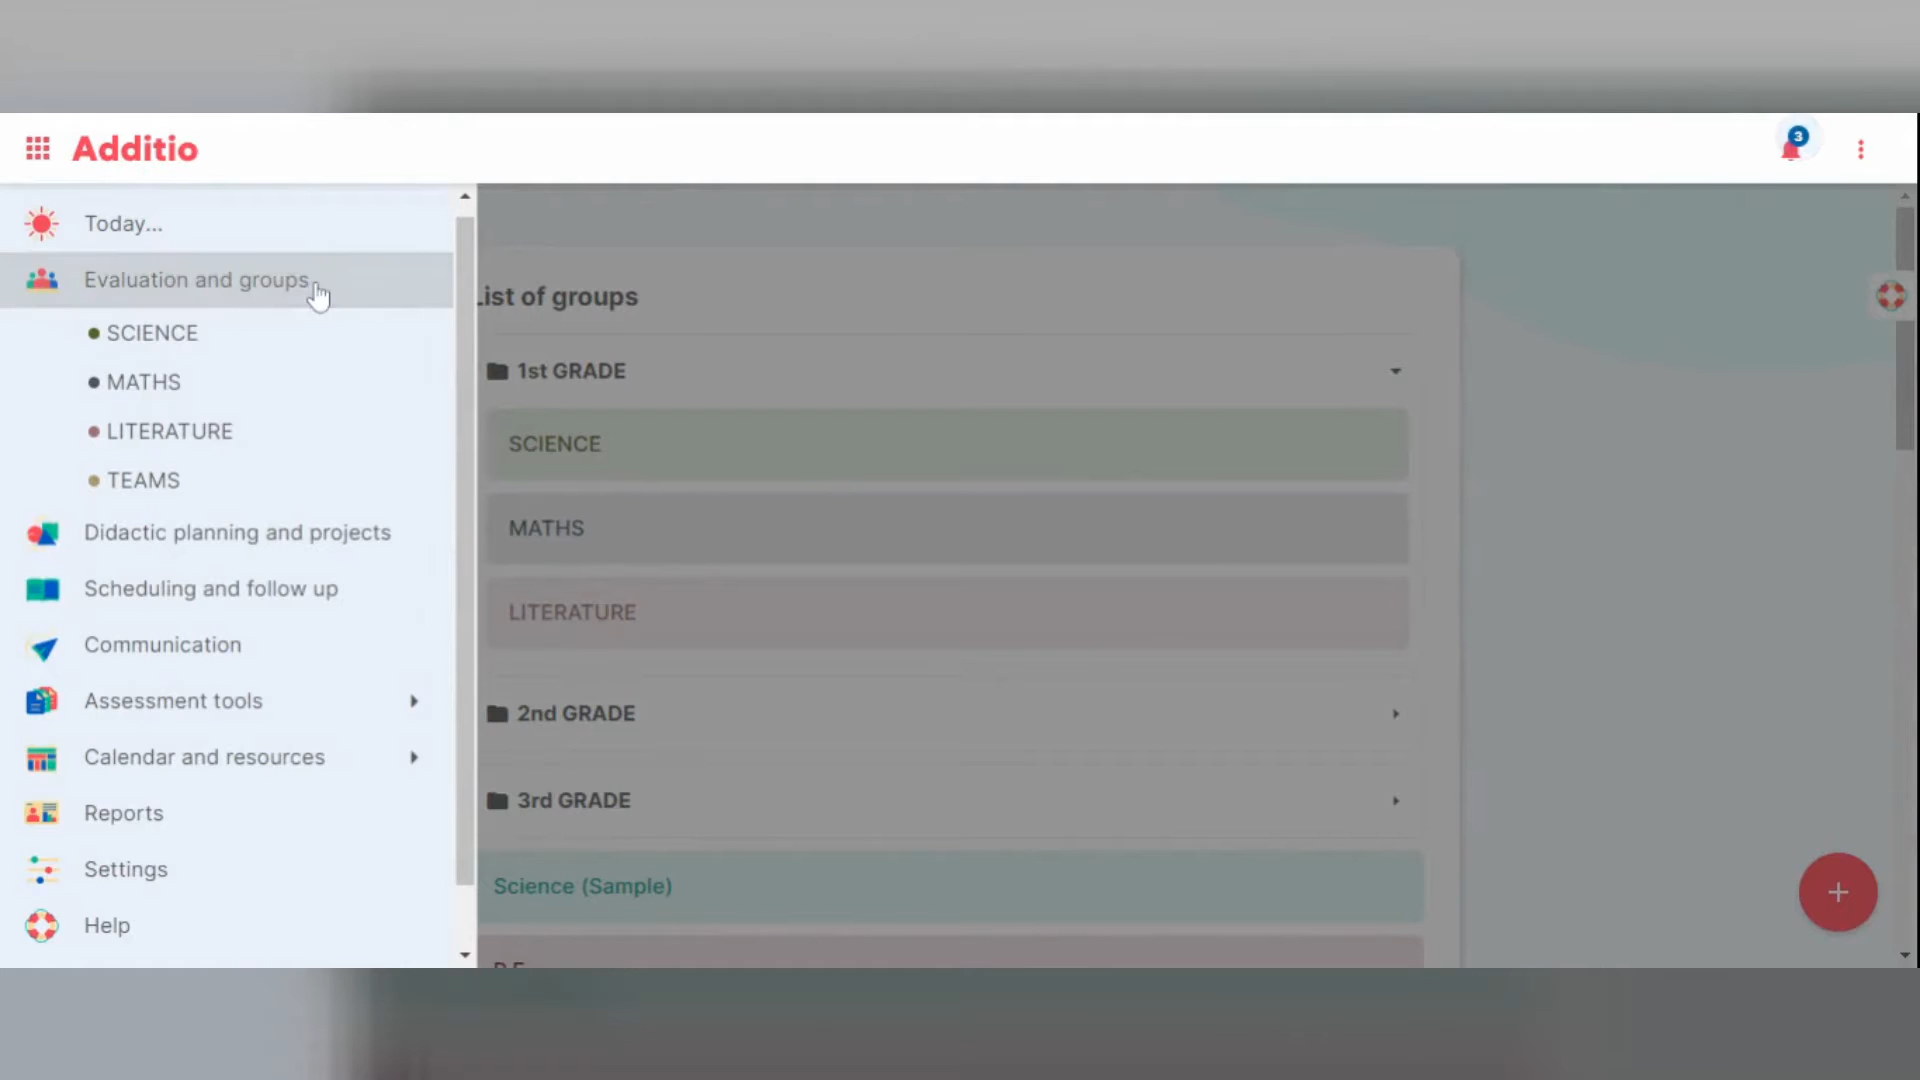 Additio
3
Today...
Evaluation and groups
SCIENCE
MATHS
LITERATURE
TEAMS
Didactic planning and projects
Scheduling and follow up
Communication
Assessment tools
Calendar and resources
Reports
Settings
Help
List of groups
1st GRADE
SCIENCE
MATHS
LITERATURE
2nd GRADE
3rd GRADE
Science (Sample)